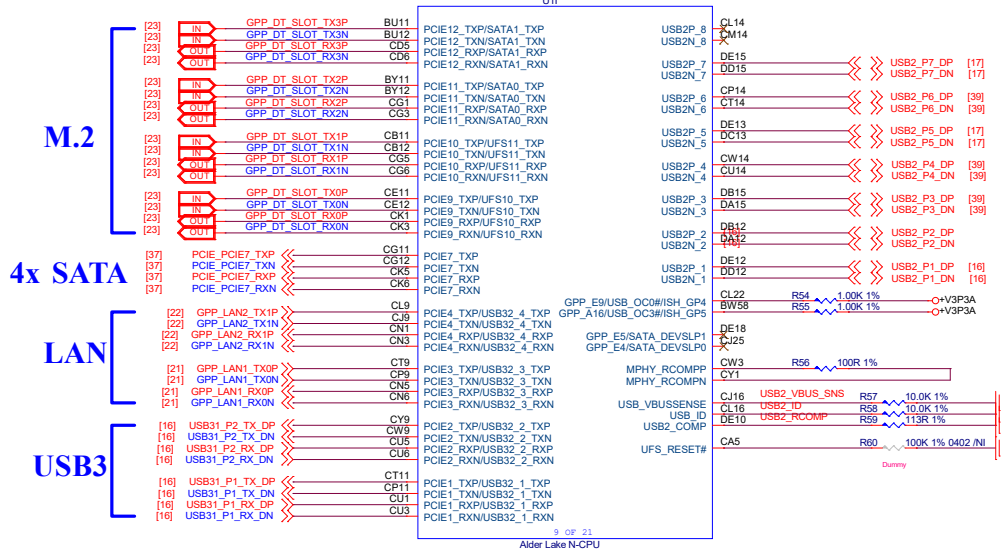 U1I
[23] IN GPP_DT_SLOT_TX3P BU11 PCIE12_TXP/SATA1_TXP USB2P_8 CL14
[23] IN GPP_DT_SLOT_TX3N BU12 PCIE12_TXN/SATA1_TXN USB2N_8 CM14
[23] OUT GPP_DT_SLOT_RX3P CD5 PCIE12_RXP/SATA1_RXP
[23] OUT GPP_DT_SLOT_RX3N CD6 PCIE12_RXN/SATA1_RXN USB2P_7 DE15 USB2_P7_DP [17]
USB2N_7 DD15 USB2_P7_DN [17]
[23] IN GPP_DT_SLOT_TX2P BY11 PCIE11_TXP/SATA0_TXP
[23] IN GPP_DT_SLOT_TX2N BY12 PCIE11_TXN/SATA0_TXN USB2P_6 CP14 USB2_P6_DP [39]
[23] OUT GPP_DT_SLOT_RX2P CG1 PCIE11_RXP/SATA0_RXP USB2N_6 CT14 USB2_P6_DN [39]
[23] OUT GPP_DT_SLOT_RX2N CG3 PCIE11_RXN/SATA0_RXN
M.2
USB2P_5 DE13 USB2_P5_DP [17]
[23] IN GPP_DT_SLOT_TX1P CB11 PCIE10_TXP/UFS11_TXP USB2N_5 DC13 USB2_P5_DN [17]
[23] IN GPP_DT_SLOT_TX1N CB12 PCIE10_TXN/UFS11_TXN
[23] OUT GPP_DT_SLOT_RX1P CG5 PCIE10_RXP/UFS11_RXP USB2P_4 CW14 USB2_P4_DP [39]
[23] OUT GPP_DT_SLOT_RX1N CG6 PCIE10_RXN/UFS11_RXN USB2N_4 CU14 USB2_P4_DN [39]
[23] IN GPP_DT_SLOT_TX0P CE11 PCIE9_TXP/UFS10_TXP USB2P_3 DB15 USB2_P3_DP [39]
[23] IN GPP_DT_SLOT_TX0N CE12 PCIE9_TXN/UFS10_TXN USB2N_3 DA15 USB2_P3_DN [39]
[23] OUT GPP_DT_SLOT_RX0P CK1 PCIE9_RXP/UFS10_RXP
[23] OUT GPP_DT_SLOT_RX0N CK3 PCIE9_RXN/UFS10_RXN USB2P_2 DB12 USB2_P2_DP
USB2N_2 DA12 USB2_P2_DN
4x SATA
[37] PCIE_PCIE7_TXP CG11 PCIE7_TXP
[37] PCIE_PCIE7_TXN CG12 PCIE7_TXN USB2P_1 DE12 USB2_P1_DP [16]
[37] PCIE_PCIE7_RXP CK5 PCIE7_RXP USB2N_1 DD12 USB2_P1_DN [16]
[37] PCIE_PCIE7_RXN CK6 PCIE7_RXN
GPP_E9/USB_OC0#/ISH_GP4 CL22 R54 1.00K 1% +V3P3A
[22] GPP_LAN2_TX1P CL9 PCIE4_TXP/USB32_4_TXP GPP_A16/USB_OC3#/ISH_GP5 BW58 R55 1.00K 1% +V3P3A
[22] GPP_LAN2_TX1N CJ9 PCIE4_TXN/USB32_4_TXN
[22] GPP_LAN2_RX1P CN1 PCIE4_RXP/USB32_4_RXP GPP_E5/SATA_DEVSLP1 DE18
[22] GPP_LAN2_RX1N CN3 PCIE4_RXN/USB32_4_RXN GPP_E4/SATA_DEVSLP0 CJ25
LAN
[21] GPP_LAN1_TX0P CT9 PCIE3_TXP/USB32_3_TXP MPHY_RCOMPP CW3 R56 100R 1%
[21] GPP_LAN1_TX0N CP9 PCIE3_TXN/USB32_3_TXN MPHY_RCOMPN CY1
[21] GPP_LAN1_RX0P CN5 PCIE3_RXP/USB32_3_RXP
[21] GPP_LAN1_RX0N CN6 PCIE3_RXN/USB32_3_RXN USB_VBUSSENSE CJ16 USB2_VBUS_SNS R57 10.0K 1%
USB_ID CL16 USB2_ID R58 10.0K 1%
[16] USB31_P2_TX_DP CY9 PCIE2_TXP/USB32_2_TXP USB2_COMP DE10 USB2_RCOMP R59 113R 1%
[16] USB31_P2_TX_DN CW9 PCIE2_TXN/USB32_2_TXN
[16] USB31_P2_RX_DP CU5 PCIE2_RXP/USB32_2_RXP UFS_RESET# CA5 R60 100K 1% 0402 /NI
[16] USB31_P2_RX_DN CU6 PCIE2_RXN/USB32_2_RXN
USB3
Dummy
[16] USB31_P1_TX_DP CT11 PCIE1_TXP/USB32_1_TXP
[16] USB31_P1_TX_DN CP11 PCIE1_TXN/USB32_1_TXN
[16] USB31_P1_RX_DP CU1 PCIE1_RXP/USB32_1_RXP
[16] USB31_P1_RX_DN CU3 PCIE1_RXN/USB32_1_RXN
9 OF 21
Alder Lake N-CPU